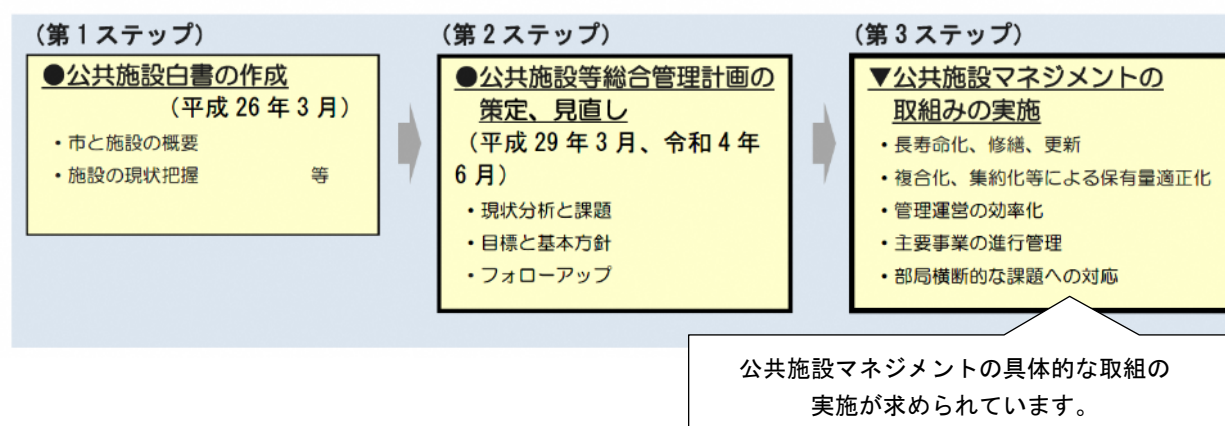 (第1ステップ)
●公共施設白書の作成
(平成 26 年 3 月)
・市と施設の概要
・施設の現状把握 等
(第2ステップ)
●公共施設等総合管理計画の
策定、見直し
(平成 29 年 3 月、令和 4 年
6 月)
・現状分析と課題
・目標と基本方針
・フォローアップ
(第3ステップ)
▼公共施設マネジメントの
取組みの実施
・長寿命化、修繕、更新
・複合化、集約化等による保有量適正化
・管理運営の効率化
・主要事業の進行管理
・部局横断的な課題への対応
公共施設マネジメントの具体的な取組の
実施が求められています。